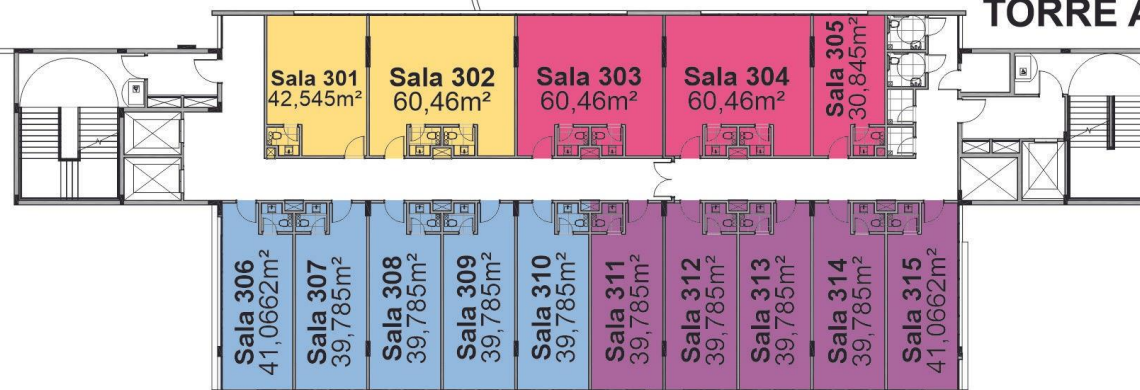 TORRE A
Sala 301
42,545m²
Sala 302
60,46m²
Sala 303
60,46m²
Sala 304
60,46m²
Sala 305
30,845m²
Sala 306
41,0662m²
Sala 307
39,785m²
Sala 308
39,785m²
Sala 309
39,785m²
Sala 310
39,785m²
Sala 311
39,785m²
Sala 312
39,785m²
Sala 313
39,785m²
Sala 314
39,785m²
Sala 315
41,0662m²